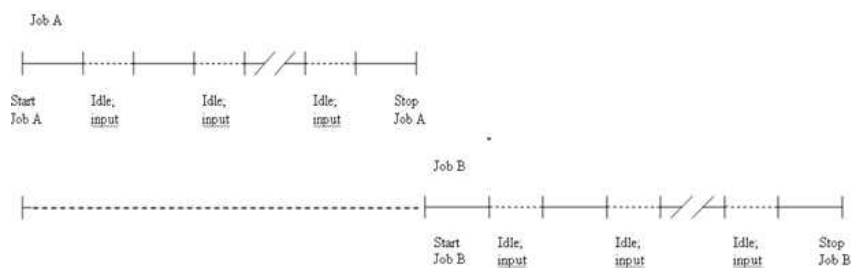 Job A
Start Idle; Idle; Idle; Stop
Job A input input input Job A
Job B
Start Idle; Idle; Idle; Stop
Job B input input input Job B